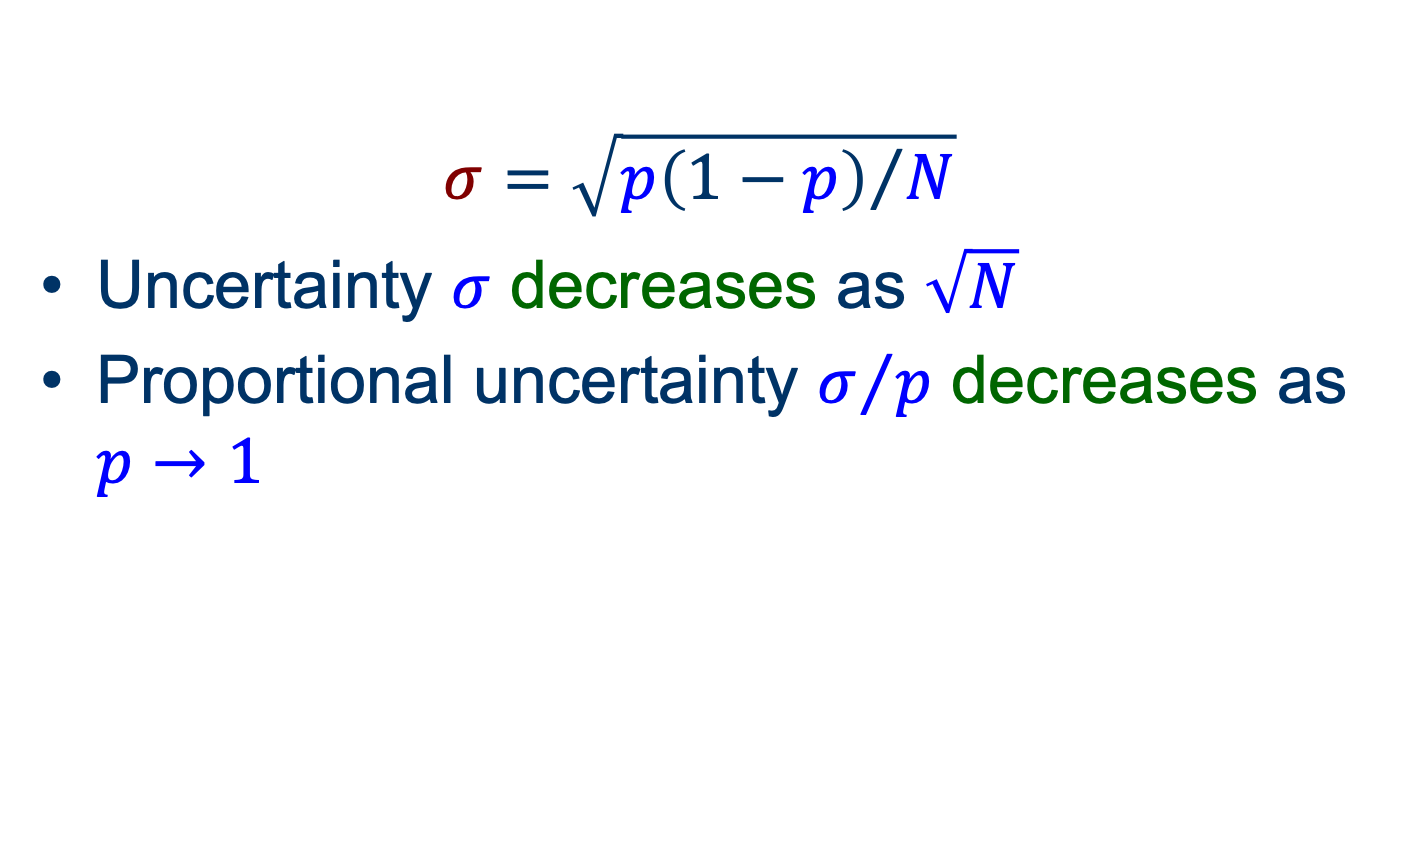 σ = √p(1 − p)/N
• Uncertainty σ decreases as √N
• Proportional uncertainty σ/p decreases as
p → 1